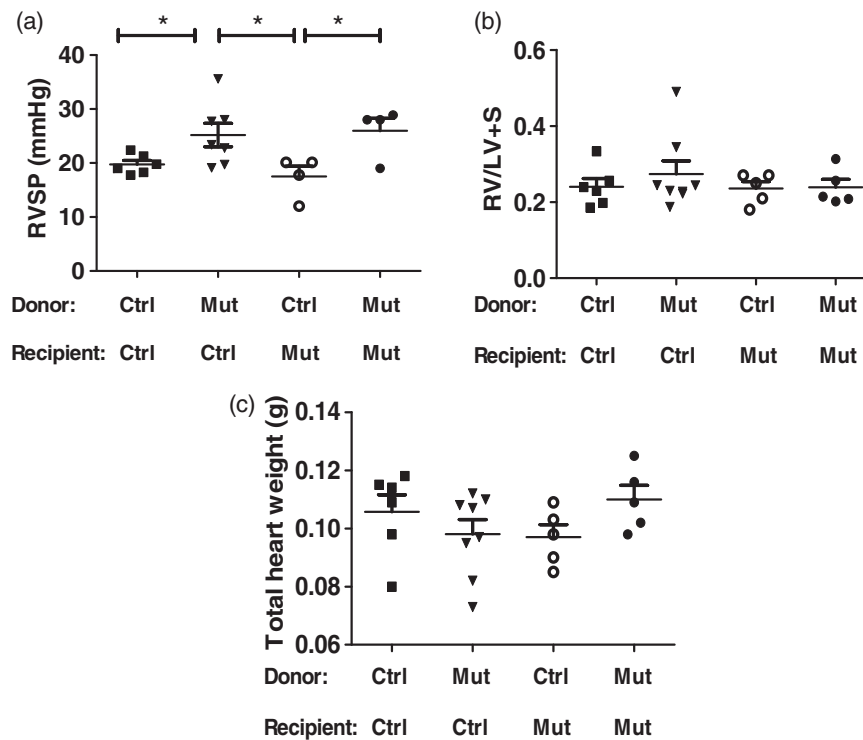 (a)
* * *
RVSP (mmHg)
40
30
20
10
0
Donor: Ctrl Mut Ctrl Mut
Recipient: Ctrl Ctrl Mut Mut
(b)
RV/LV+S
0.6
0.4
0.2
0.0
Donor: Ctrl Mut Ctrl Mut
Recipient: Ctrl Ctrl Mut Mut
(c)
Total heart weight (g)
0.14
0.12
0.10
0.08
0.06
Donor: Ctrl Mut Ctrl Mut
Recipient: Ctrl Ctrl Mut Mut